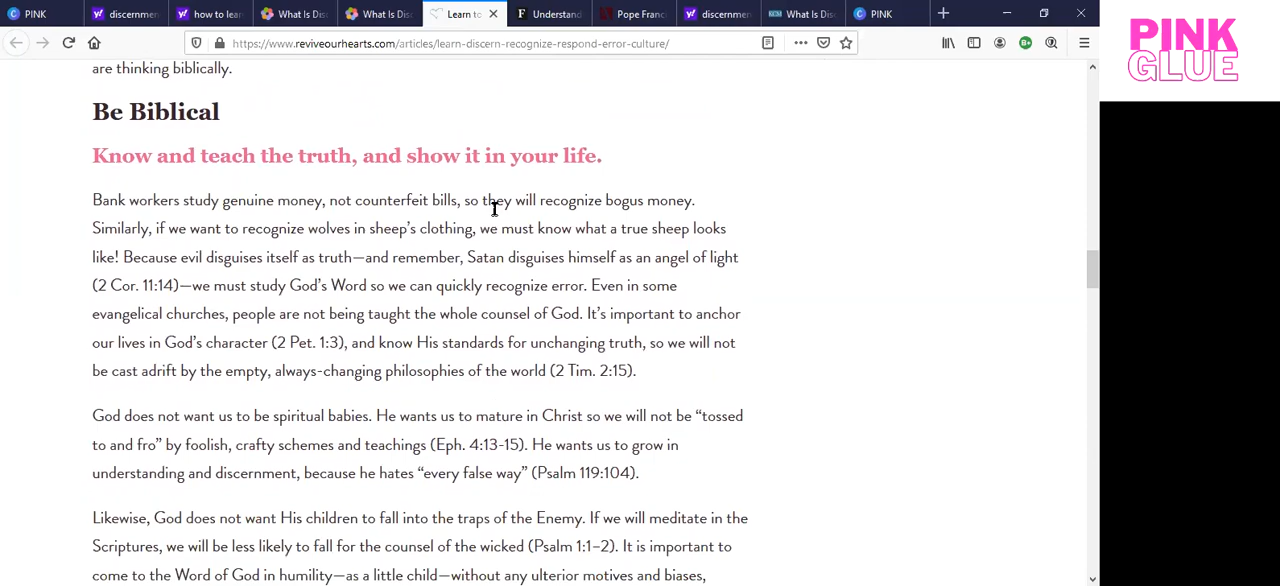 PINK
discernmen
how to lear
What Is Dis
What Is Dis
Learn to
Understand
Pope Franc
discernmen
What Is Dis
PINK
https://www.reviveourhearts.com/articles/learn-discern-recognize-respond-error-culture/
PINK
GLUE
are thinking biblically.
Be Biblical
Know and teach the truth, and show it in your life.
Bank workers study genuine money, not counterfeit bills, so they will recognize bogus money.
Similarly, if we want to recognize wolves in sheep’s clothing, we must know what a true sheep looks
like! Because evil disguises itself as truth—and remember, Satan disguises himself as an angel of light
(2 Cor. 11:14)—we must study God’s Word so we can quickly recognize error. Even in some
evangelical churches, people are not being taught the whole counsel of God. It’s important to anchor
our lives in God’s character (2 Pet. 1:3), and know His standards for unchanging truth, so we will not
be cast adrift by the empty, always-changing philosophies of the world (2 Tim. 2:15).
God does not want us to be spiritual babies. He wants us to mature in Christ so we will not be “tossed
to and fro” by foolish, crafty schemes and teachings (Eph. 4:13-15). He wants us to grow in
understanding and discernment, because he hates “every false way” (Psalm 119:104).
Likewise, God does not want His children to fall into the traps of the Enemy. If we will meditate in the
Scriptures, we will be less likely to fall for the counsel of the wicked (Psalm 1:1–2). It is important to
come to the Word of God in humility—as a little child—without any ulterior motives and biases,